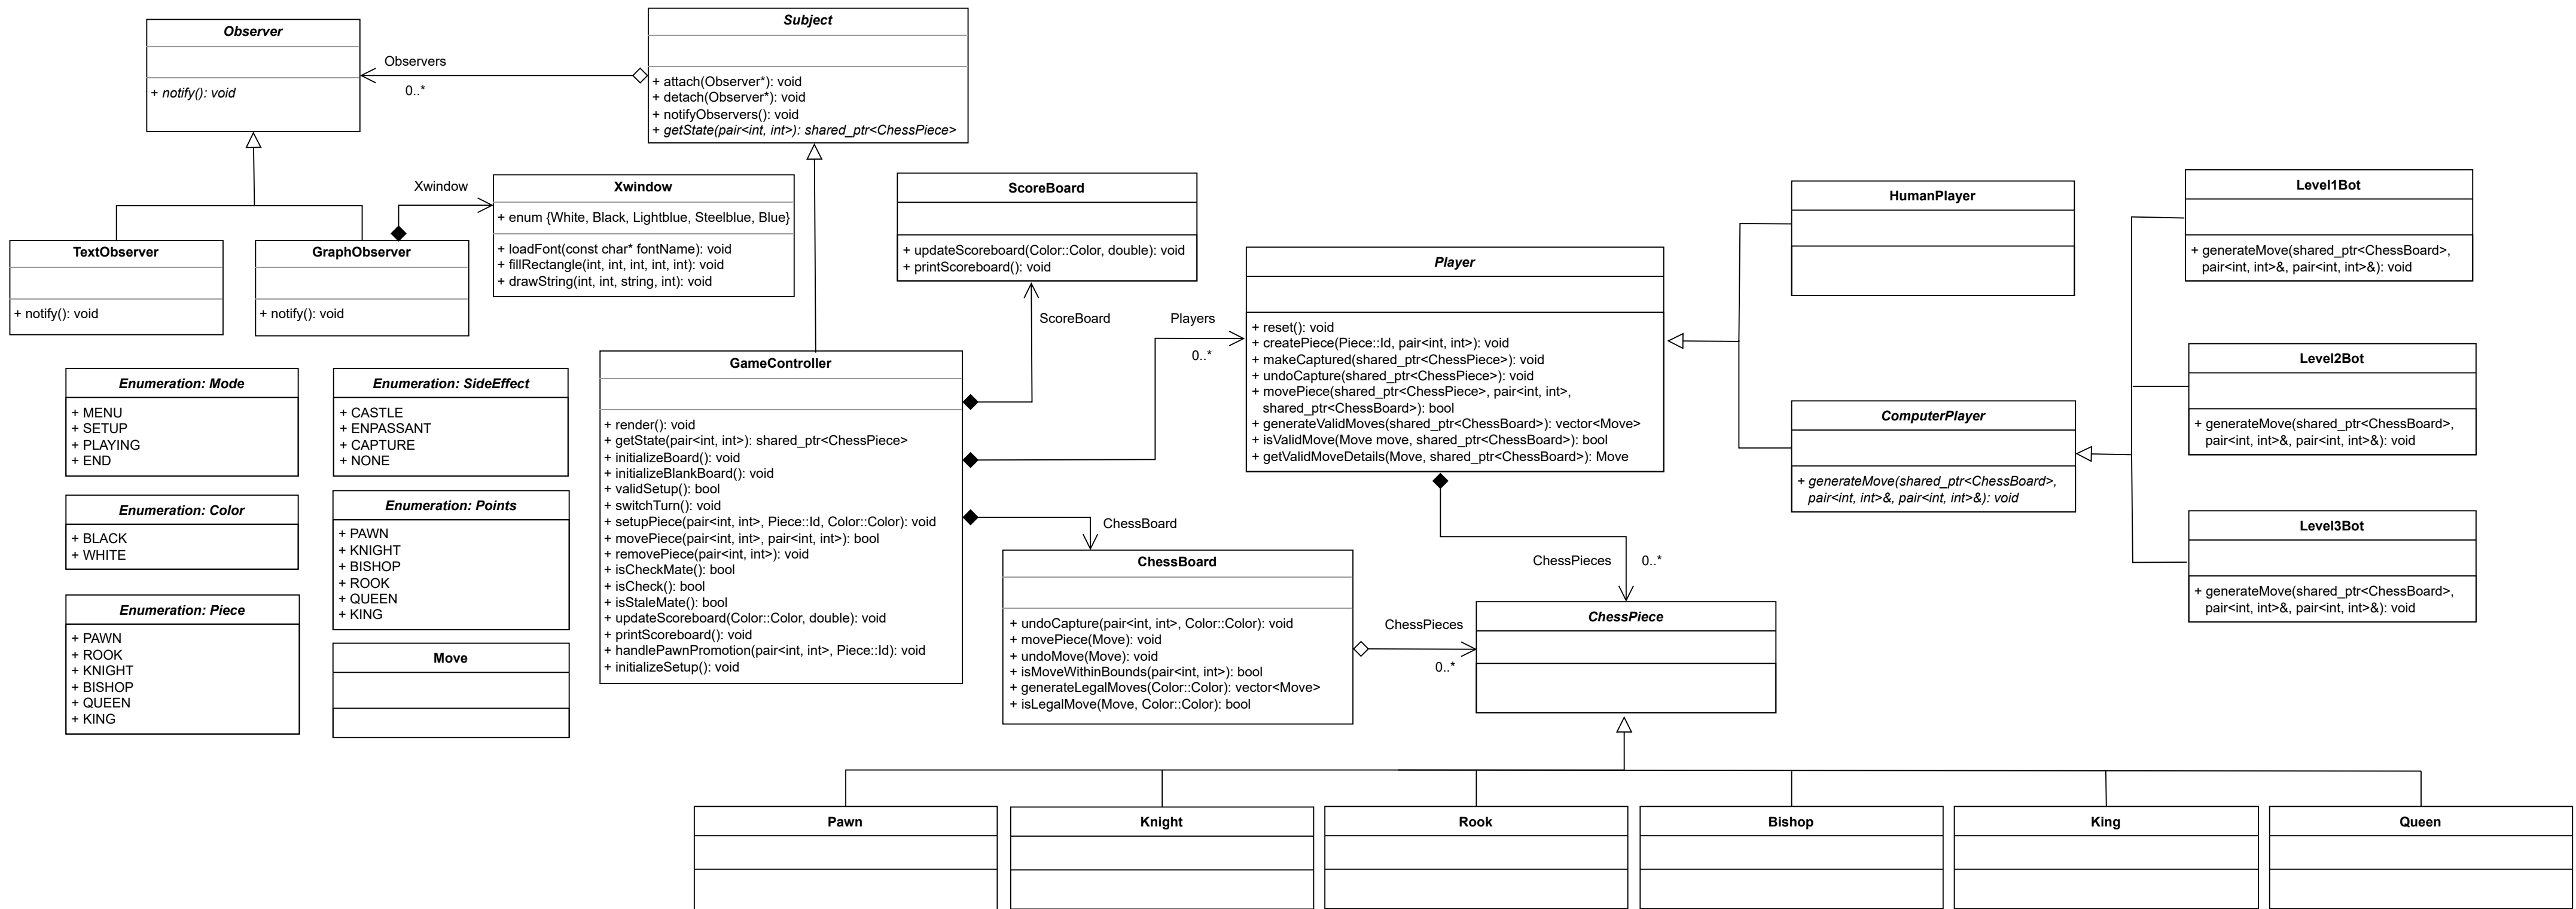 Observer
+ notify(): void
Observers
0..*
Subject
+ attach(Observer*): void
+ detach(Observer*): void
+ notifyObservers(): void
+ getState(pair<int, int>): shared_ptr<ChessPiece>
TextObserver
+ notify(): void
GraphObserver
+ notify(): void
Xwindow
Xwindow
+ enum {White, Black, Lightblue, Steelblue, Blue}
+ loadFont(const char* fontName): void
+ fillRectangle(int, int, int, int, int): void
+ drawString(int, int, string, int): void
ScoreBoard
+ updateScoreboard(Color::Color, double): void
+ printScoreboard(): void
ScoreBoard
Players
0..*
Player
+ reset(): void
+ createPiece(Piece::Id, pair<int, int>): void
+ makeCaptured(shared_ptr<ChessPiece>): void
+ undoCapture(shared_ptr<ChessPiece>): void
+ movePiece(shared_ptr<ChessPiece>, pair<int, int>,
shared_ptr<ChessBoard>): bool
+ generateValidMoves(shared_ptr<ChessBoard>): vector<Move>
+ isValidMove(Move move, shared_ptr<ChessBoard>): bool
+ getValidMoveDetails(Move, shared_ptr<ChessBoard>): Move
HumanPlayer
ComputerPlayer
+ generateMove(shared_ptr<ChessBoard>,
pair<int, int>&, pair<int, int>&): void
Level1Bot
+ generateMove(shared_ptr<ChessBoard>,
pair<int, int>&, pair<int, int>&): void
Level2Bot
+ generateMove(shared_ptr<ChessBoard>,
pair<int, int>&, pair<int, int>&): void
Level3Bot
+ generateMove(shared_ptr<ChessBoard>,
pair<int, int>&, pair<int, int>&): void
Enumeration: Mode
+ MENU
+ SETUP
+ PLAYING
+ END
Enumeration: SideEffect
+ CASTLE
+ ENPASSANT
+ CAPTURE
+ NONE
Enumeration: Color
+ BLACK
+ WHITE
Enumeration: Points
+ PAWN
+ KNIGHT
+ BISHOP
+ ROOK
+ QUEEN
+ KING
Enumeration: Piece
+ PAWN
+ ROOK
+ KNIGHT
+ BISHOP
+ QUEEN
+ KING
Move
GameController
+ render(): void
+ getState(pair<int, int>): shared_ptr<ChessPiece>
+ initializeBoard(): void
+ initializeBlankBoard(): void
+ validSetup(): bool
+ switchTurn(): void
+ setupPiece(pair<int, int>, Piece::Id, Color::Color): void
+ movePiece(pair<int, int>, pair<int, int>): bool
+ removePiece(pair<int, int>): void
+ isCheckMate(): bool
+ isCheck(): bool
+ isStaleMate(): bool
+ updateScoreboard(Color::Color, double): void
+ printScoreboard(): void
+ handlePawnPromotion(pair<int, int>, Piece::Id): void
+ initializeSetup(): void
ChessBoard
ChessBoard
+ undoCapture(pair<int, int>, Color::Color): void
+ movePiece(Move): void
+ undoMove(Move): void
+ isMoveWithinBounds(pair<int, int>): bool
+ generateLegalMoves(Color::Color): vector<Move>
+ isLegalMove(Move, Color::Color): bool
ChessPieces
0..*
ChessPieces
0..*
ChessPiece
Pawn
Knight
Rook
Bishop
King
Queen